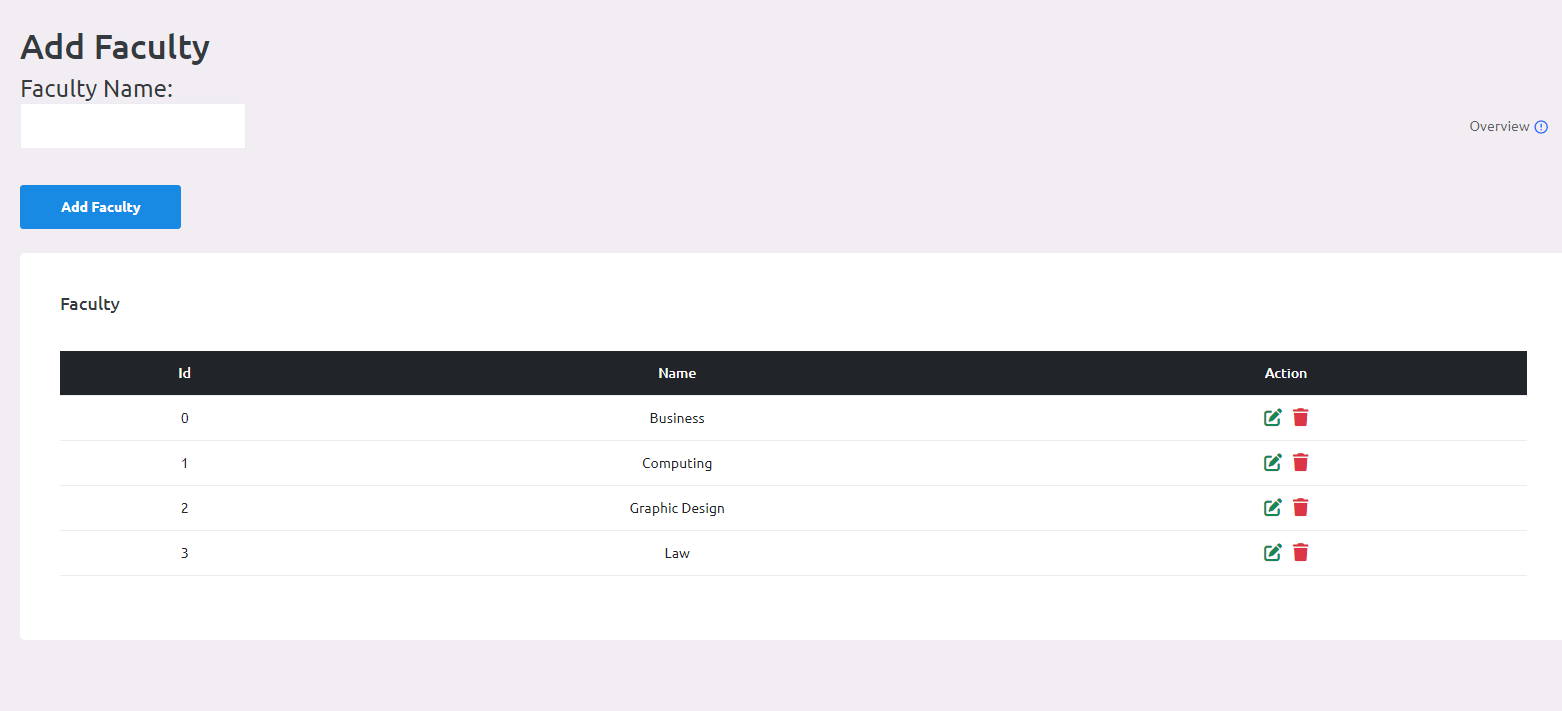 Add Faculty
Faculty Name:
Overview
Add Faculty
Faculty
Id Name Action
0 Business
1 Computing
2 Graphic Design
3 Law